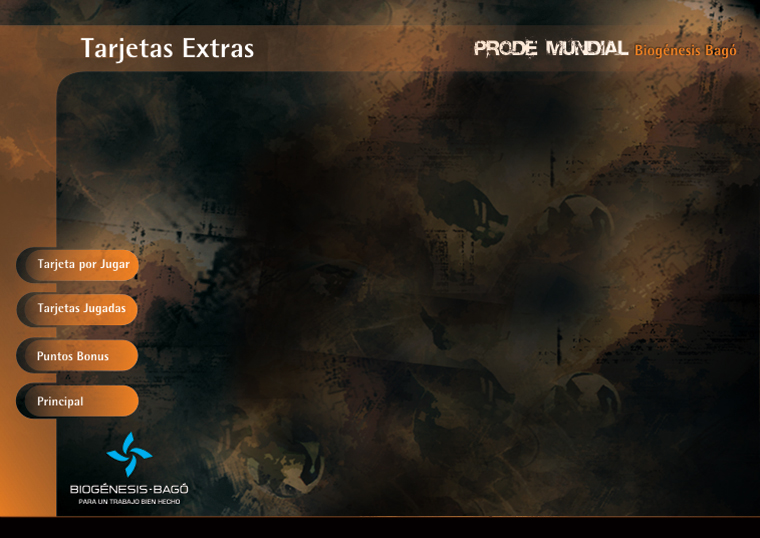 Tarjetas Extras
PRODE MUNDIAL Biogénesis Bagó
Tarjeta por Jugar
Tarjetas Jugadas
Puntos Bonus
Principal
BIOGÉNESIS-BAGÓ
PARA UN TRABAJO BIEN HECHO